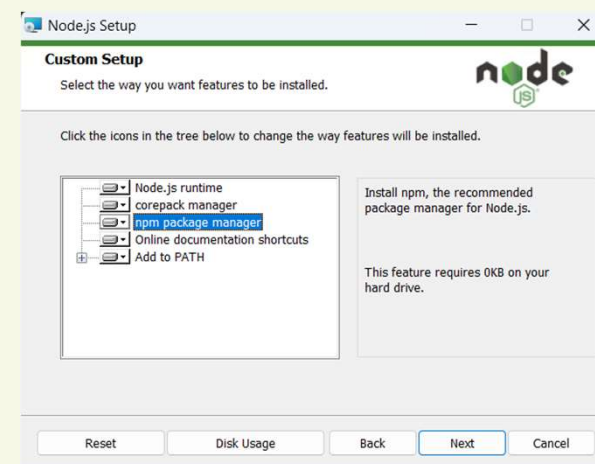 Node.js Setup
Custom Setup
Select the way you want features to be installed.
node
JS
Click the icons in the tree below to change the way features will be installed.
Node.js runtime
corepack manager
npm package manager
Online documentation shortcuts
Add to PATH
Install npm, the recommended
package manager for Node.js.
This feature requires 0KB on your
hard drive.
Reset
Disk Usage
Back
Next
Cancel